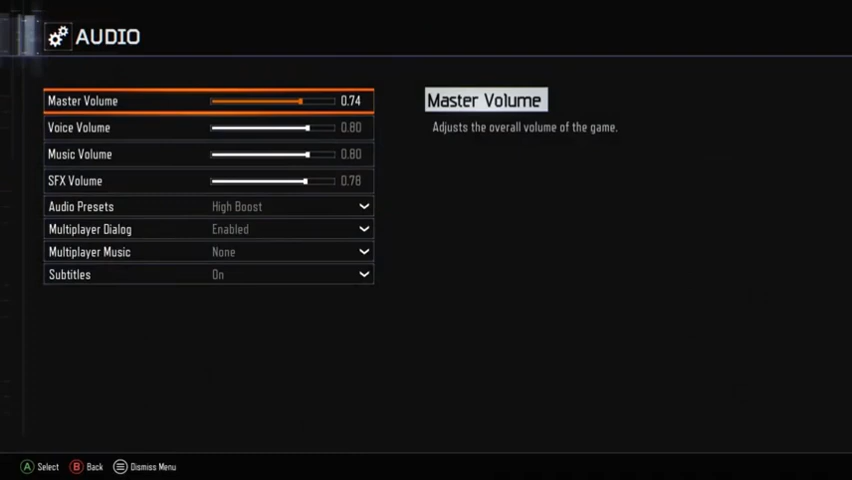 AUDIO
Master Volume 0.74
Voice Volume 0.80
Music Volume 0.80
SFX Volume 0.78
Audio Presets High Boost
Multiplayer Dialog Enabled
Multiplayer Music None
Subtitles On
Master Volume
Adjusts the overall volume of the game.
A Select B Back Dismiss Menu